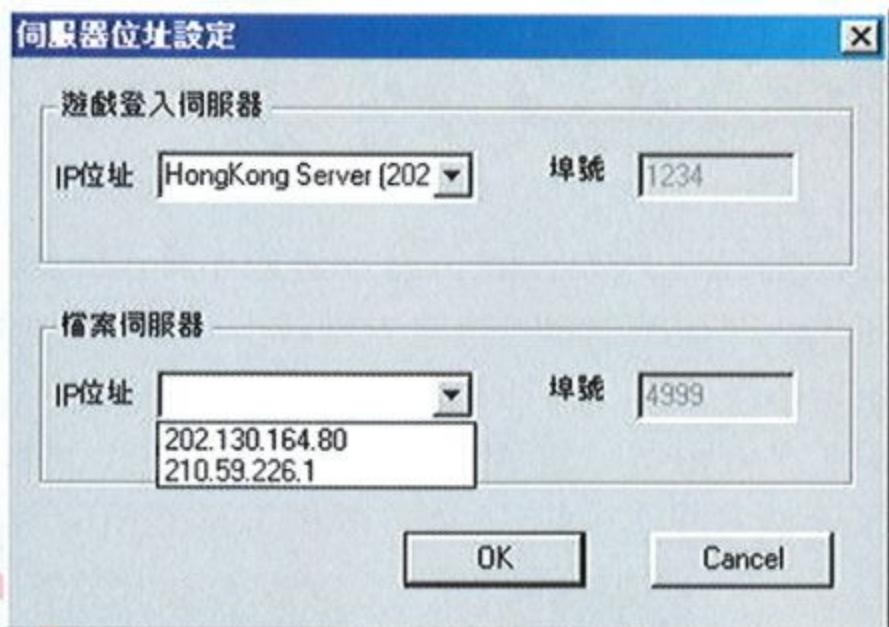 伺服器位址設定
遊戲登入伺服器
IP位址 HongKong Server (202 埠號 1234
檔案伺服器
IP位址 埠號 4999
202.130.164.80
210.59.226.1
OK Cancel